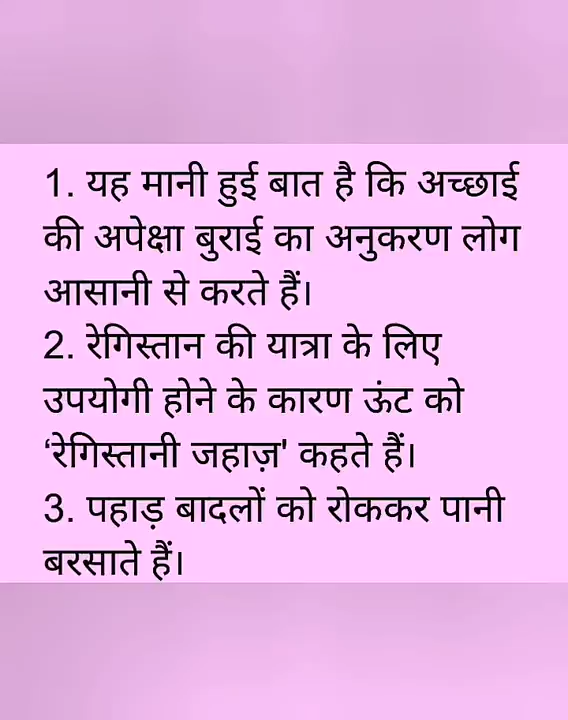 1. यह मानी हुई बात है कि अच्छाई
की अपेक्षा बुराई का अनुकरण लोग
आसानी से करते हैं।
2. रेगिस्तान की यात्रा के लिए
उपयोगी होने के कारण ऊंट को
‘रेगिस्तानी जहाज़' कहते हैं।
3. पहाड़ बादलों को रोककर पानी
बरसाते हैं।